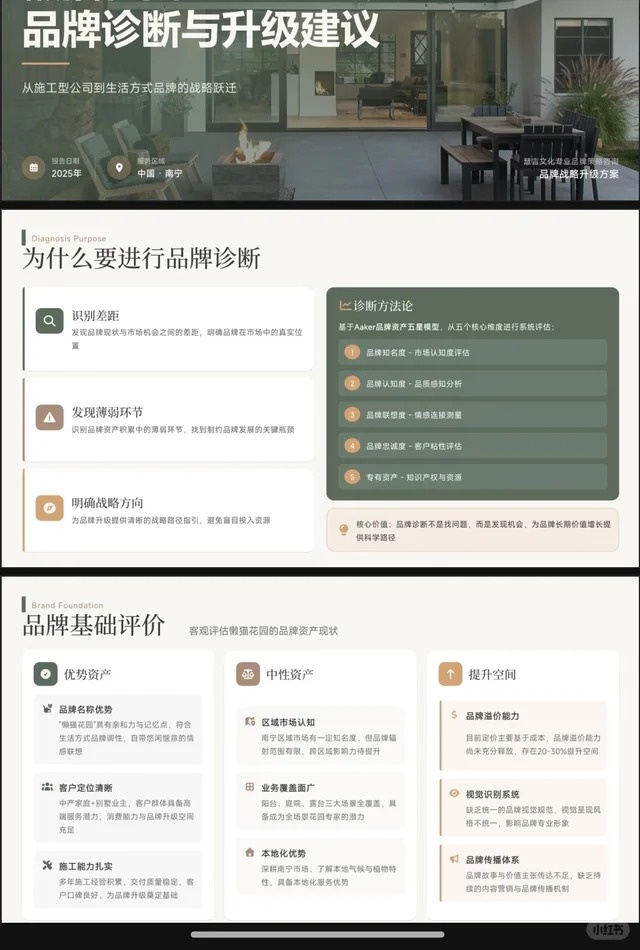 品牌诊断与升级建议
从施工型公司到生活方式品牌的战略跃迁
报告日期
2025年
服务区域
中国·南宁
慧吉文化专业品牌策略咨询
品牌战略升级方案
Diagnosis Purpose
为什么要进行品牌诊断
识别差距
发现品牌现状与市场机会之间的差距，明确品牌在市场中的真实位
置
发现薄弱环节
识别品牌资产积累中的薄弱环节，找到制约品牌发展的关键瓶颈
明确战略方向
为品牌升级提供清晰的战略路径指引，避免盲目投入资源
诊断方法论
基于Aaker品牌资产五星模型，从五个核心维度进行系统评估：
1 品牌知名度 - 市场认知度评估
2 品牌认知度 - 品质感知分析
3 品牌联想度 - 情感连接测量
4 品牌忠诚度 - 客户粘性评估
5 专有资产 - 知识产权与资源
核心价值：品牌诊断不是找问题，而是发现机会、为品牌长期价值增长提
供科学路径
Brand Foundation
品牌基础评价
客观评估懒猫花园的品牌资产现状
优势资产
品牌名称优势
"懒猫花园"具有亲和力与记忆点，符合
生活方式品牌调性，自带悠闲惬意的情
感联想
客户定位清晰
中产家庭+别墅业主，客户群体具备高
端服务潜力，消费能力与品牌升级空间
充足
施工能力扎实
多年施工经验积累，交付质量稳定，客
户口碑良好，为品牌升级奠定基础
中性资产
区域市场认知
南宁区域市场有一定知名度，但品牌辐
射范围有限，跨区域影响力待提升
业务覆盖面广
阳台、庭院、露台三大场景全覆盖，具
备成为全场景花园专家的潜力
本地化优势
深耕南宁市场，了解本地气候与植物特
性，具备本地化服务优势
提升空间
品牌溢价能力
目前定价主要基于成本，品牌溢价能力
尚未充分释放，存在20-30%提升空间
视觉识别系统
缺乏统一的品牌视觉规范，视觉呈现风
格不统一，影响品牌专业形象
品牌传播体系
品牌故事与价值主张传达不足，缺乏持
续的内容营销与品牌传播机制
小红书